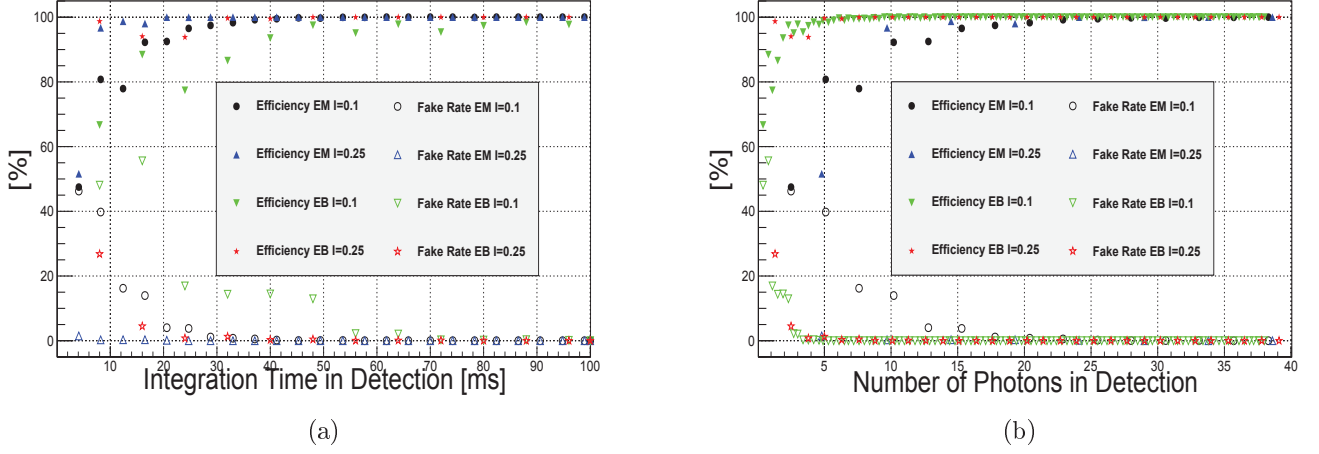 100
80
60
40
20
0
[%]
Efficiency EM I=0.1
Fake Rate EM I=0.1
Efficiency EM I=0.25
Fake Rate EM I=0.25
Efficiency EB I=0.1
Fake Rate EB I=0.1
Efficiency EB I=0.25
Fake Rate EB I=0.25
10 20 30 40 50 60 70 80 90 100
Integration Time in Detection [ms]
(a)
100
80
60
40
20
0
[%]
Efficiency EM I=0.1
Fake Rate EM I=0.1
Efficiency EM I=0.25
Fake Rate EM I=0.25
Efficiency EB I=0.1
Fake Rate EB I=0.1
Efficiency EB I=0.25
Fake Rate EB I=0.25
5 10 15 20 25 30 35 40
Number of Photons in Detection
(b)